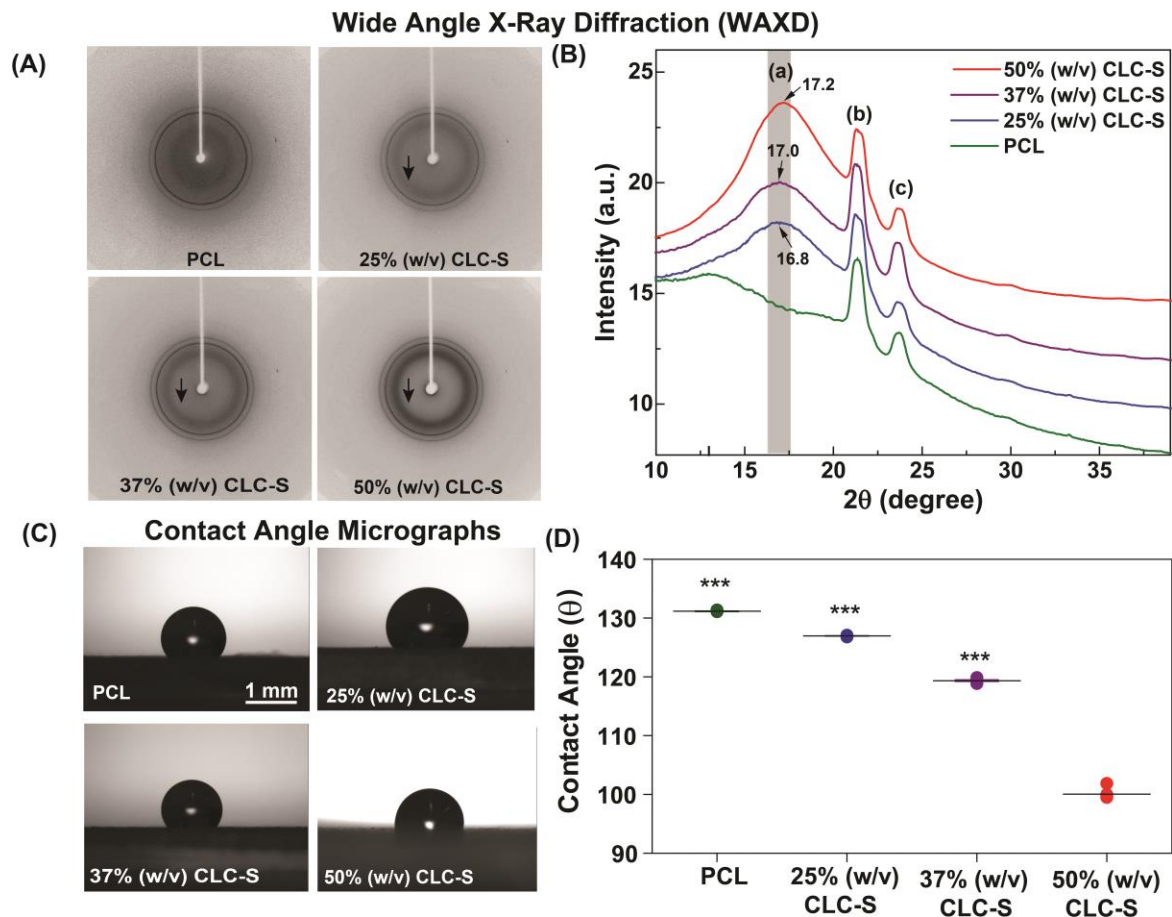 Wide Angle X-Ray Diffraction (WAXD)
(A)
PCL
25% (w/v) CLC-S
37% (w/v) CLC-S
50% (w/v) CLC-S
(B)
25
20
15
10
Intensity (a.u.)
(a)
17.2
17.0
16.8
(b)
(c)
50% (w/v) CLC-S
37% (w/v) CLC-S
25% (w/v) CLC-S
PCL
10 15 20 25 30 35
2θ (degree)
(C)
Contact Angle Micrographs
PCL
1 mm
25% (w/v) CLC-S
37% (w/v) CLC-S
50% (w/v) CLC-S
(D)
140
130
120
110
100
90
Contact Angle (θ)
***
***
***
PCL
25% (w/v)
CLC-S
37% (w/v)
CLC-S
50% (w/v)
CLC-S